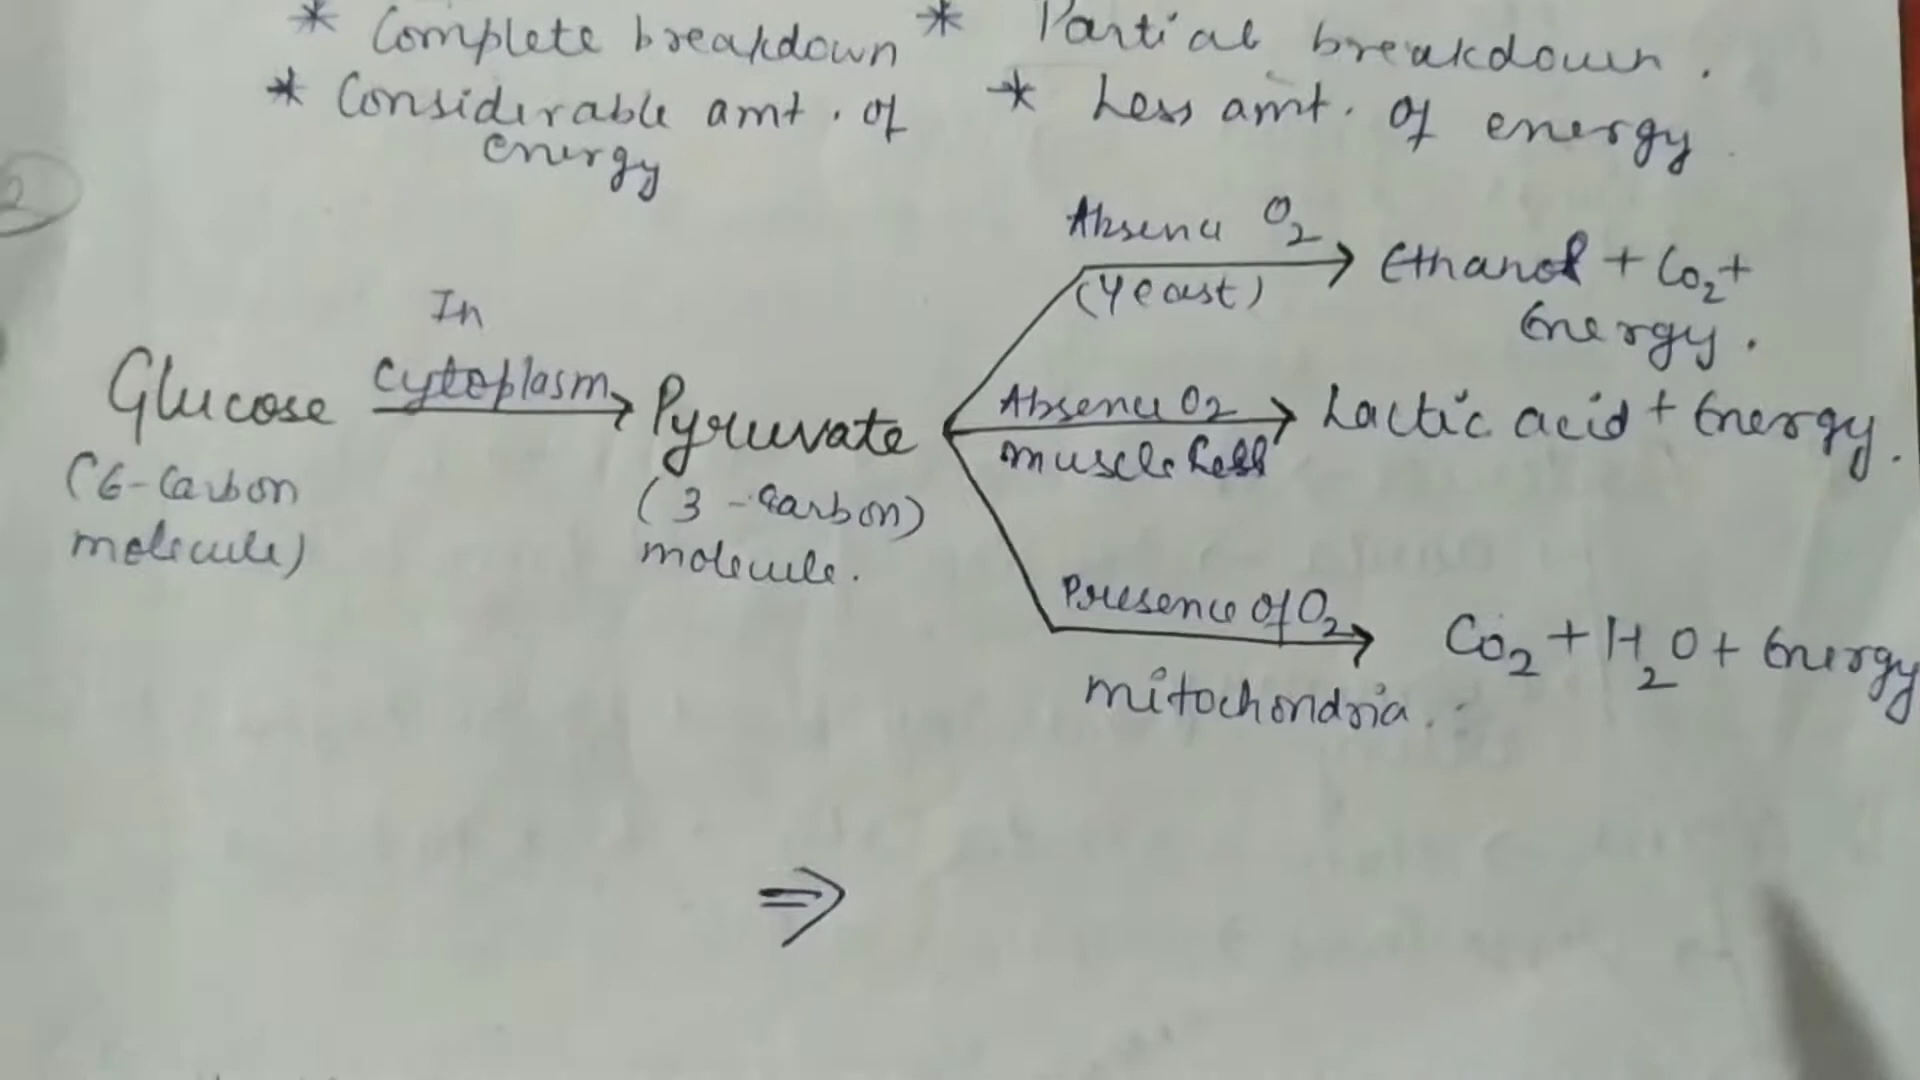 * Complete breakdown
* Considerable amt. of
energy
* Partial breakdown.
* Less amt. of energy
2
Glucose
(6-Carbon
molecule)
In
cytoplasm
Pyruvate
(3-Carbon)
molecule.
Absence O2
(Yeast)
Ethanol + CO2 +
Energy.
Absence O2
muscle Cell
Lactic acid + Energy.
Presence of O2
mitochondria.
CO2 + H2O + Energy